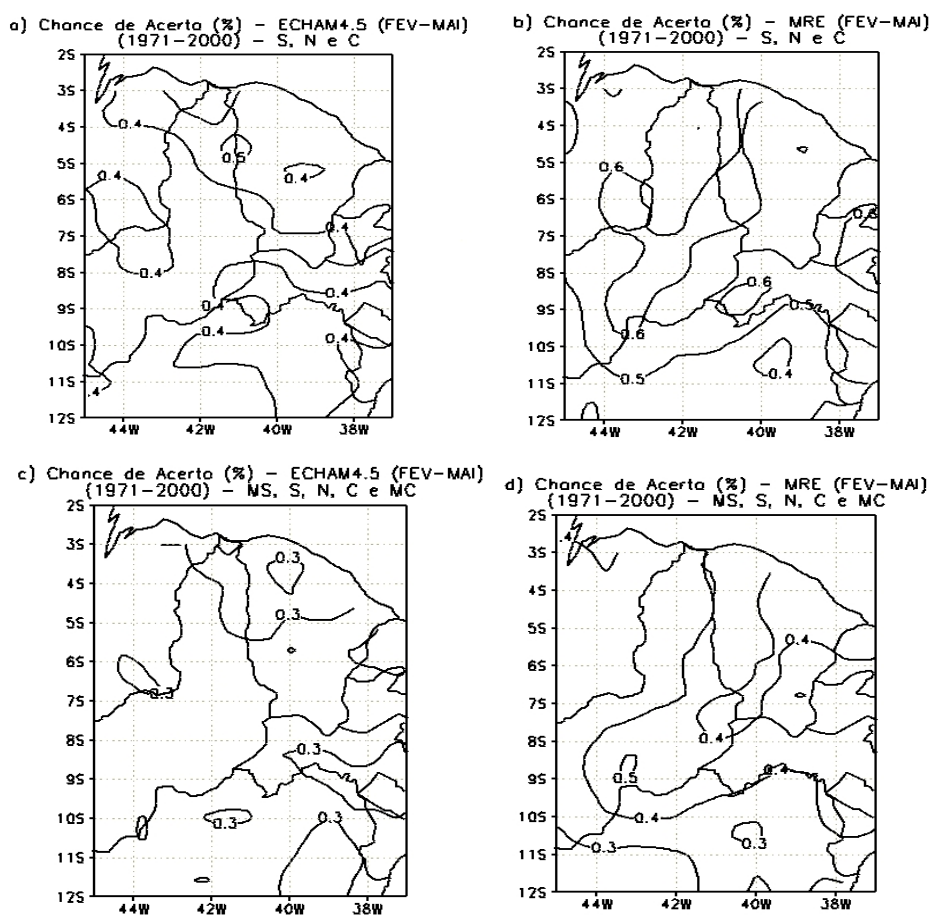 a) Chance de Acerta (%) – ECHAM4.5 (FEV–MAI)
(1971–2000) – S, N e C
2S
3S
4S
5S
6S
7S
8S
9S
10S
11S
12S
44W
42W
40W
38W
0.4
0.5
0.4
0.4
0.4
0.4
0.4
0.4
0.4
0.4
.4
b) Chance de Acerta (%) – MRE (FEV–MAI)
(1971–2000) – S, N e C
2S
3S
4S
5S
6S
7S
8S
9S
10S
11S
12S
44W
42W
40W
38W
0.6
0.6
0.6
0.5
0.6
0.5
0.4
c) Chance de Acerta (%) – ECHAM4.5 (FEV–MAI)
(1971–2000) – MS, S, N, C e MC
2S
3S
4S
5S
6S
7S
8S
9S
10S
11S
12S
44W
42W
40W
38W
0.3
0.3
0.3
0.3
0.3
0.3
d) Chance de Acerta (%) – MRE (FEV–MAI)
(1971–2000) – MS, S, N, C e MC
2S
3S
4S
5S
6S
7S
8S
9S
10S
11S
12S
44W
42W
40W
38W
.4
0.4
0.4
0.4
0.5
0.4
0.3
0.3